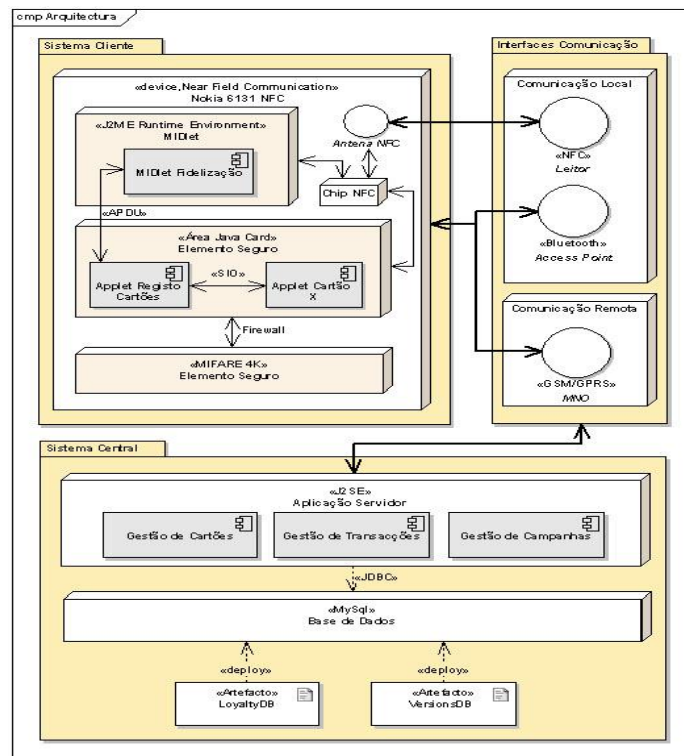 cmp Arquitectura
Sistema Cliente
«device,Near Field Communication»
Nokia 6131 NFC
«J2ME Runtime Environment»
MIDlet
MIDlet Fidelização
Antena NFC
Chip NFC
«APDU»
«Área Java Card»
Elemento Seguro
Applet Registo
Cartões
«SIO»
Applet Cartão
X
Firewall
«MIFARE 4K»
Elemento Seguro
Interfaces Comunicação
Comunicação Local
«NFC»
Leitor
«Bluetooth»
Access Point
Comunicação Remota
«GSM/GPRS»
MNO
Sistema Central
«J2SE»
Aplicação Servidor
Gestão de Cartões
Gestão de Transacções
Gestão de Campanhas
«JDBC»
«MySql»
Base de Dados
«deploy»
«deploy»
«Artefacto»
LoyaltyDB
«Artefacto»
VersionsDB